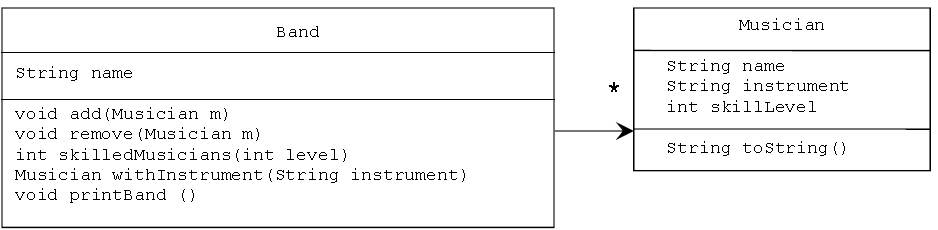 Band
String name
void add(Musician m)
void remove(Musician m)
int skilledMusicians(int level)
Musician withInstrument(String instrument)
void printBand ()
*
Musician
String name
String instrument
int skillLevel
String toString()